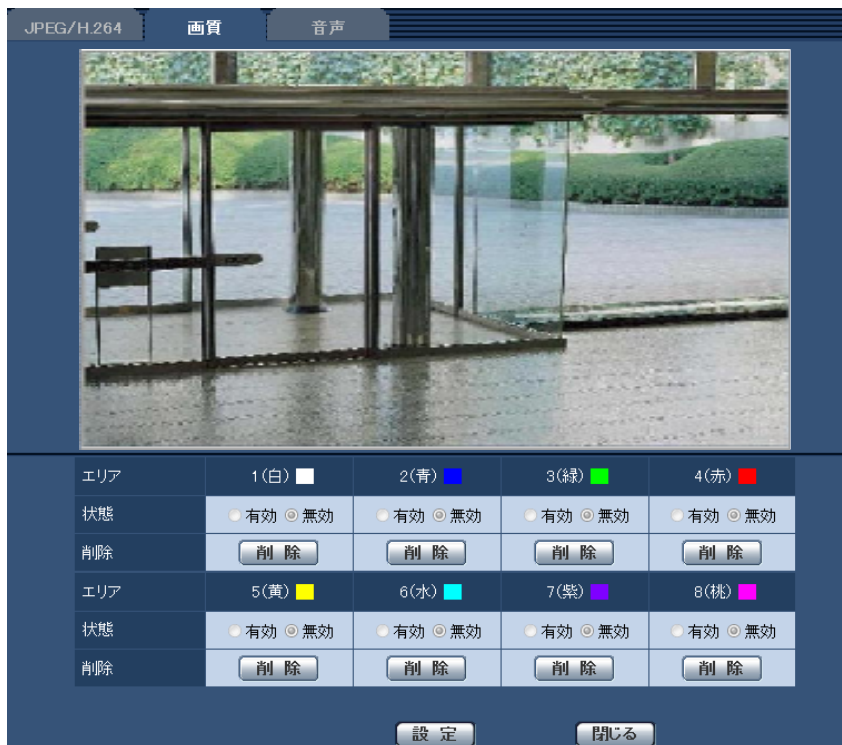 JPEG/H.264 画質 音声
エリア 1(白) 2(青) 3(緑) 4(赤)
状態 有効 無効 有効 無効 有効 無効 有効 無効
削除 削除 削除 削除 削除
エリア 5(黄) 6(水) 7(紫) 8(桃)
状態 有効 無効 有効 無効 有効 無効 有効 無効
削除 削除 削除 削除 削除
設定 閉じる